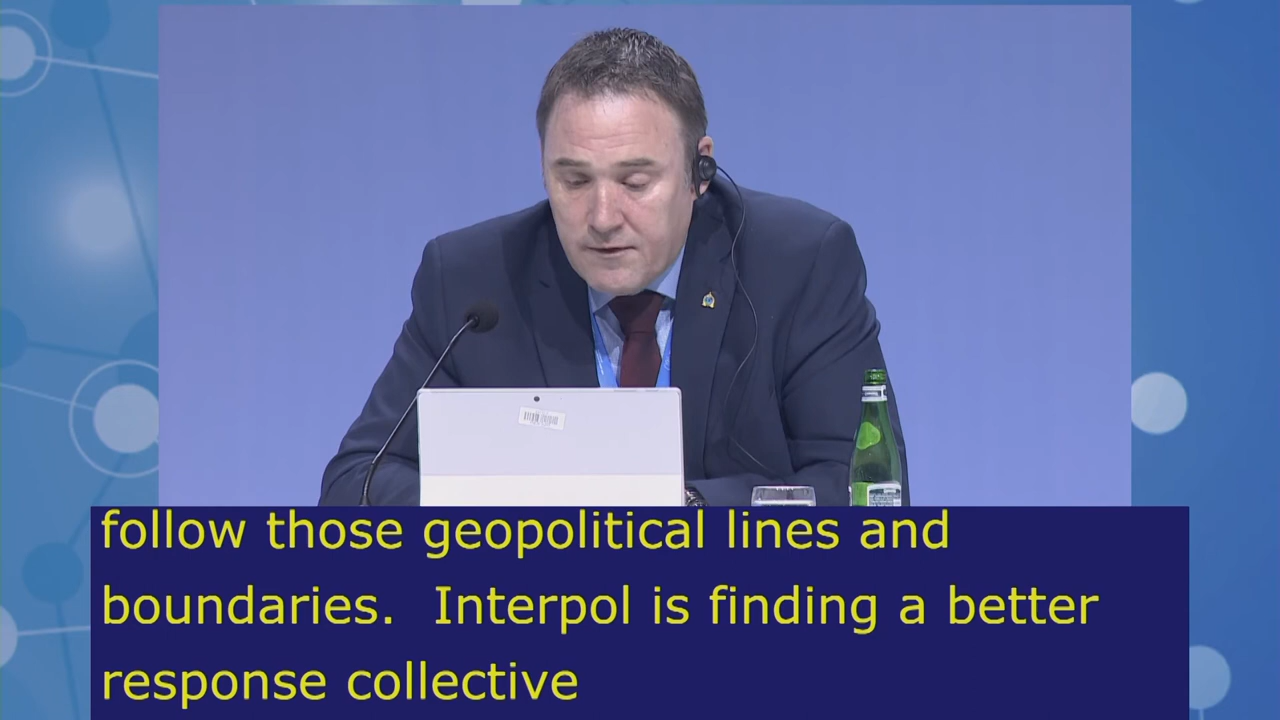 follow those geopolitical lines and
boundaries.  Interpol is finding a better
response collective